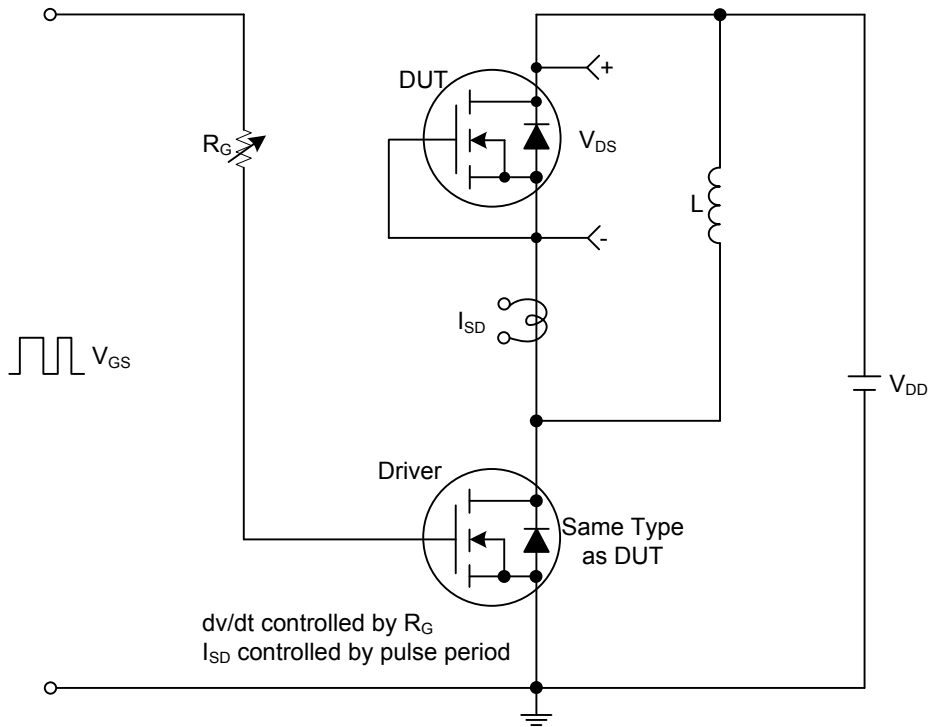 DUT
+
R_G
V_DS
L
-
I_SD
V_GS
V_DD
Driver
Same Type
as DUT
dv/dt controlled by R_G
I_SD controlled by pulse period